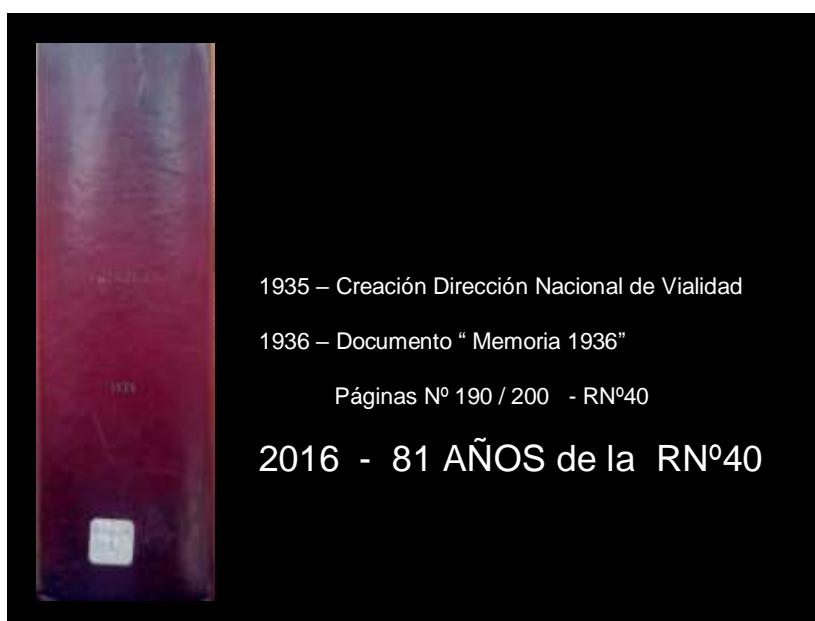 1936
1935 – Creación Dirección Nacional de Vialidad
1936 – Documento “ Memoria 1936”
Páginas Nº 190 / 200 - RNº40
2016 - 81 AÑOS de la RNº40